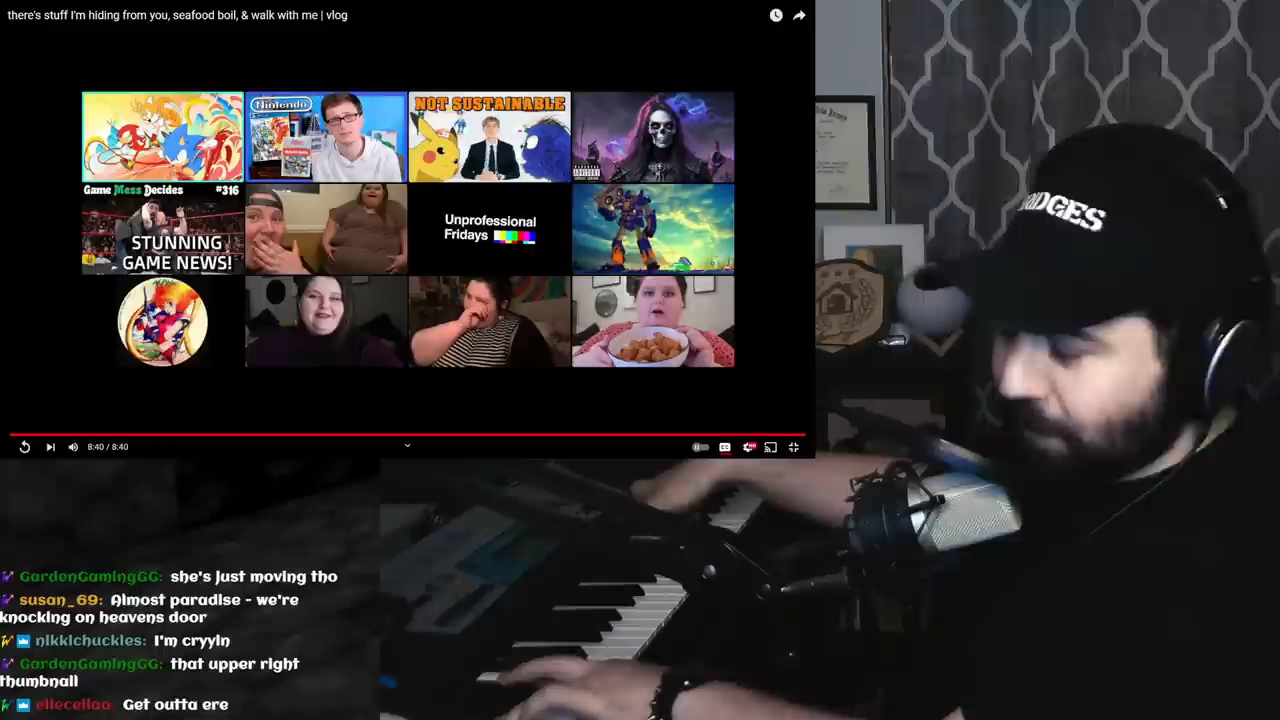 there's stuff I'm hiding from you, seafood boil, & walk with me | vlog
Nintendo
NOT SUSTAINABLE
Game Mess Decides #316
STUNNING
GAME NEWS!
Unprofessional
Fridays
8:40 / 8:40
GardenGamingGG: she's just moving tho
susan_69: Almost paradise - we're
knocking on heavens door
nikkichuckles: I'm cryyin
GardenGamingGG: that upper right
thumbnail
ellecellaa: Get outta ere